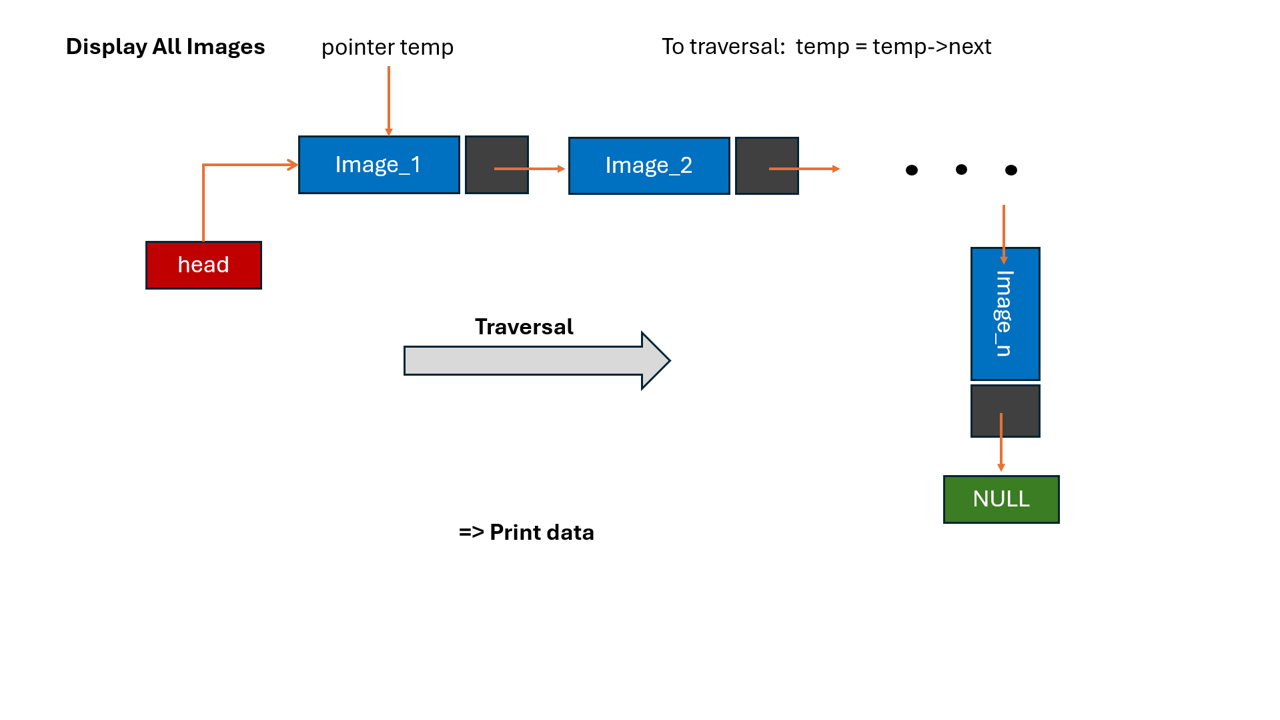 Display All Images
pointer temp
To traversal:  temp = temp->next
Image_1
Image_2
head
Image_n
Traversal
NULL
=> Print data